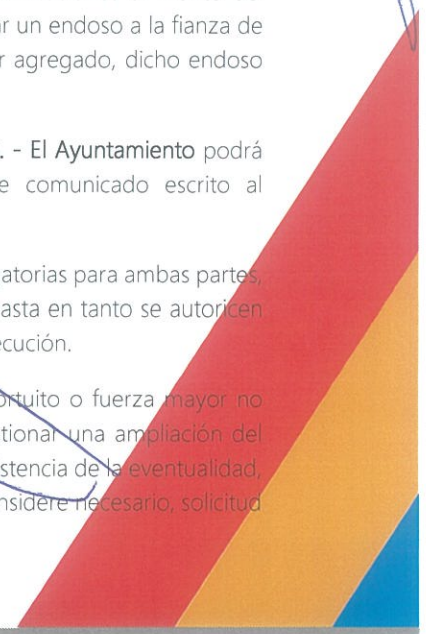 ar un endoso a la fianza de
r agregado, dicho endoso
. - El Ayuntamiento podrá
e comunicado escrito al
atorias para ambas partes,
asta en tanto se autoricen
ecución.
ortuito o fuerza mayor no
tionar una ampliación del
stencia de la eventualidad,
nsidere necesario, solicitud